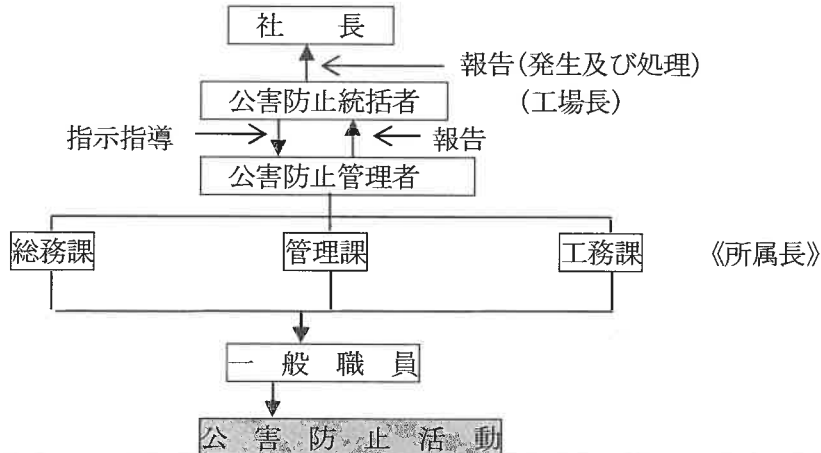 社 長
報告(発生及び処理)
公害防止統括者
(工場長)
指示指導
報告
公害防止管理者
総務課
管理課
工務課
《所属長》
一 般 職 員
公 害 防 止 活 動